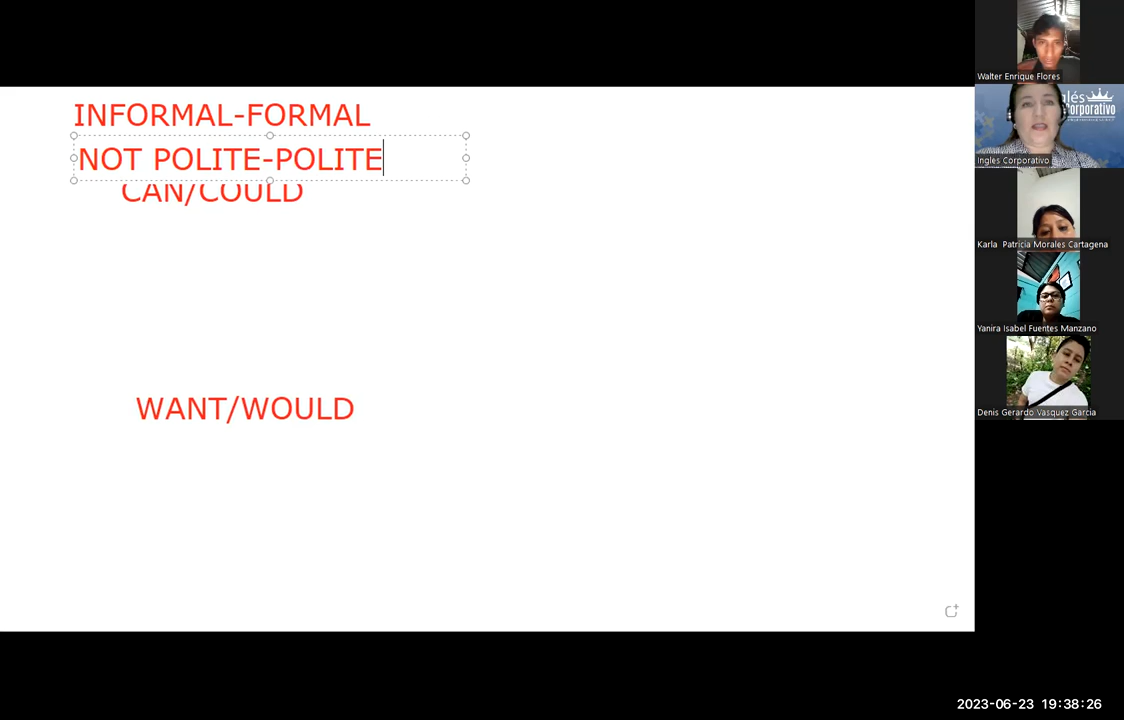 INFORMAL-FORMAL
NOT POLITE-POLITE
CAN/COULD
WANT/WOULD
Walter Enrique Flores
glés
Corporativo
Ingles Corporativo
Karla Patricia Morales Cartagena
Yanira Isabel Fuentes Manzano
Denis Gerardo Vasquez Garcia
2023-06-23 19:38:26